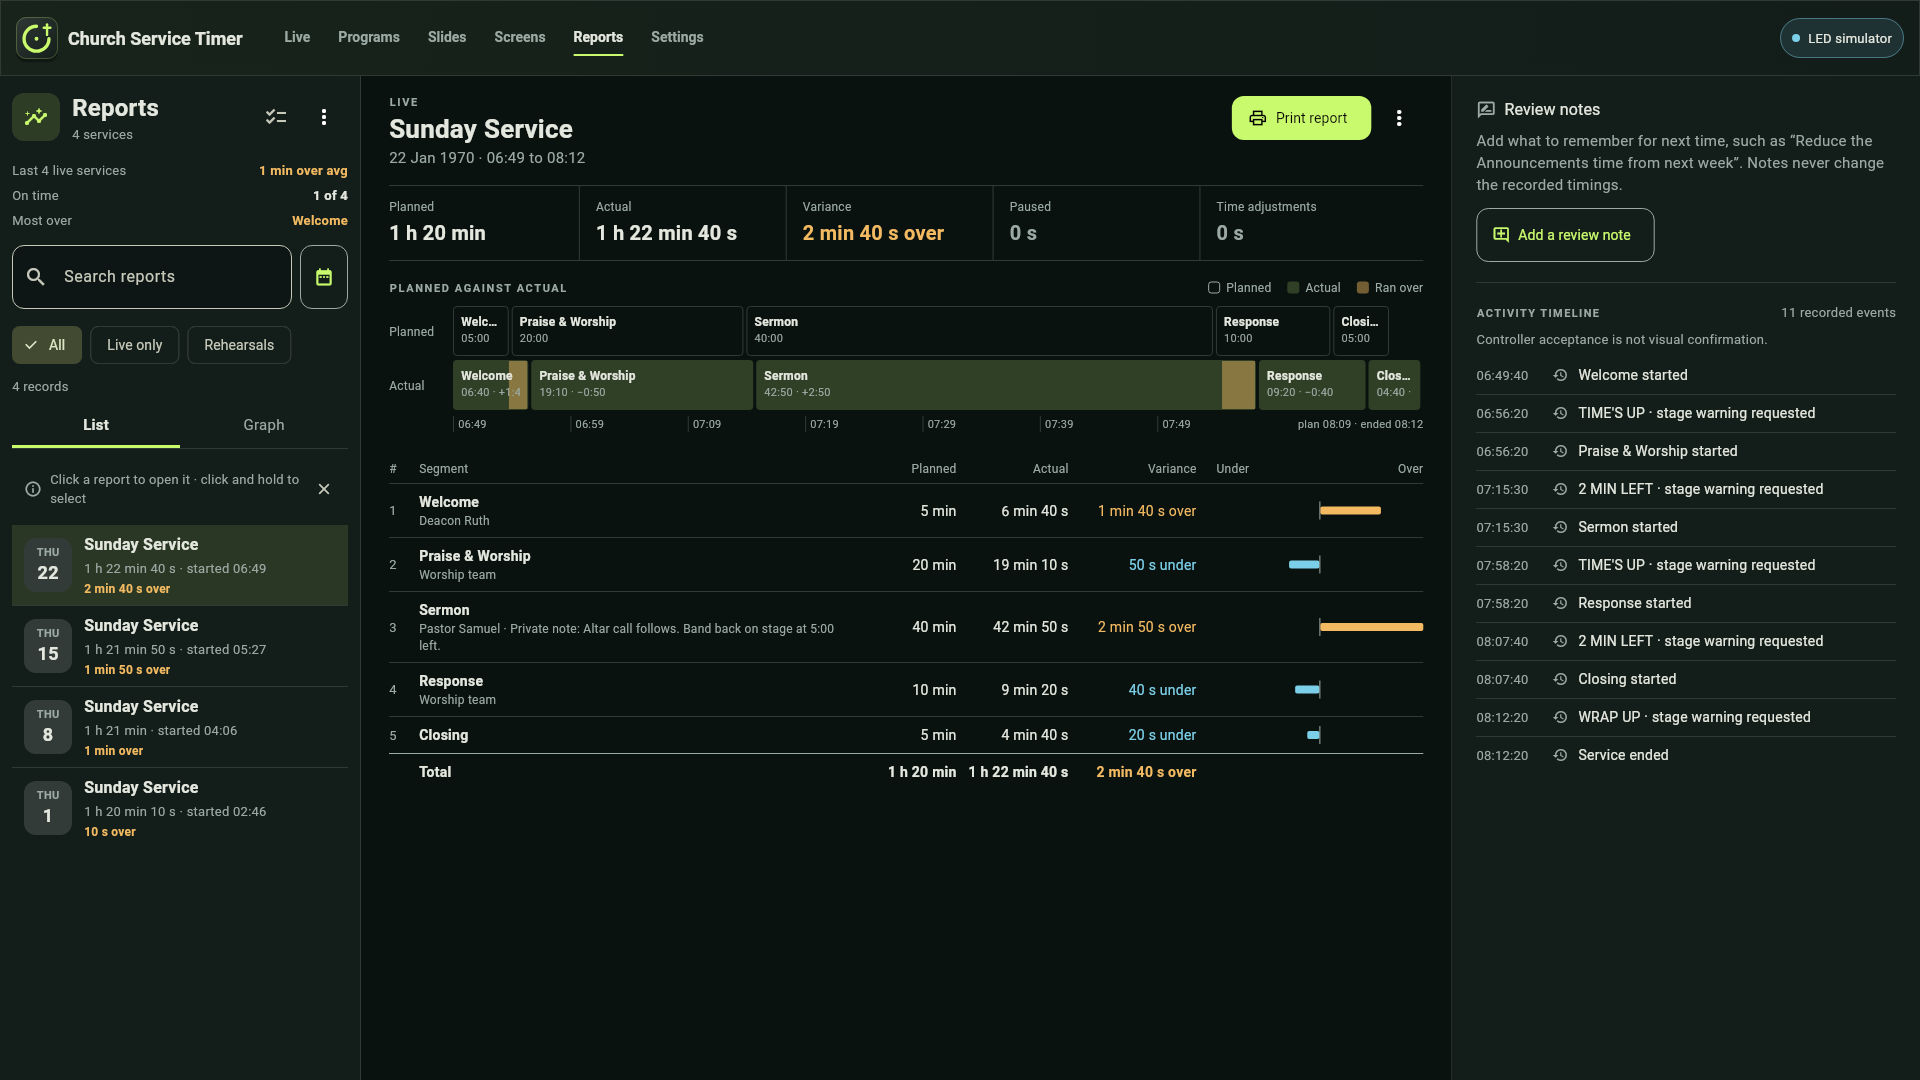 Church Service Timer
Live
Programs
Slides
Screens
Reports
Settings
LED simulator
Reports
4 services
Last 4 live services 1 min over avg
On time 1 of 4
Most over Welcome
Search reports
All
Live only
Rehearsals
4 records
List
Graph
Click a report to open it · click and hold to
select
THU
22
Sunday Service
1 h 22 min 40 s · started 06:49
2 min 40 s over
THU
15
Sunday Service
1 h 21 min 50 s · started 05:27
1 min 50 s over
THU
8
Sunday Service
1 h 21 min · started 04:06
1 min over
THU
1
Sunday Service
1 h 20 min 10 s · started 02:46
10 s over
LIVE
Sunday Service
22 Jan 1970 · 06:49 to 08:12
Print report
Planned
1 h 20 min
Actual
1 h 22 min 40 s
Variance
2 min 40 s over
Paused
0 s
Time adjustments
0 s
PLANNED AGAINST ACTUAL
Planned
Actual
Ran over
Planned
Welc...
05:00
Praise & Worship
20:00
Sermon
40:00
Response
10:00
Closi...
05:00
Actual
Welcome
06:40 · +1:4
Praise & Worship
19:10 · −0:50
Sermon
42:50 · +2:50
Response
09:20 · −0:40
Clos...
04:40 ·
06:49 06:59 07:09 07:19 07:29 07:39 07:49 plan 08:09 · ended 08:12
# Segment Planned Actual Variance Under Over
1 Welcome 5 min 6 min 40 s 1 min 40 s over
Deacon Ruth
2 Praise & Worship 20 min 19 min 10 s 50 s under
Worship team
3 Sermon 40 min 42 min 50 s 2 min 50 s over
Pastor Samuel · Private note: Altar call follows. Band back on stage at 5:00
left.
4 Response 10 min 9 min 20 s 40 s under
Worship team
5 Closing 5 min 4 min 40 s 20 s under
Total 1 h 20 min 1 h 22 min 40 s 2 min 40 s over
Review notes
Add what to remember for next time, such as “Reduce the
Announcements time from next week”. Notes never change
the recorded timings.
Add a review note
ACTIVITY TIMELINE 11 recorded events
Controller acceptance is not visual confirmation.
06:49:40 Welcome started
06:56:20 TIME'S UP · stage warning requested
06:56:20 Praise & Worship started
07:15:30 2 MIN LEFT · stage warning requested
07:15:30 Sermon started
07:58:20 TIME'S UP · stage warning requested
07:58:20 Response started
08:07:40 2 MIN LEFT · stage warning requested
08:07:40 Closing started
08:12:20 WRAP UP · stage warning requested
08:12:20 Service ended